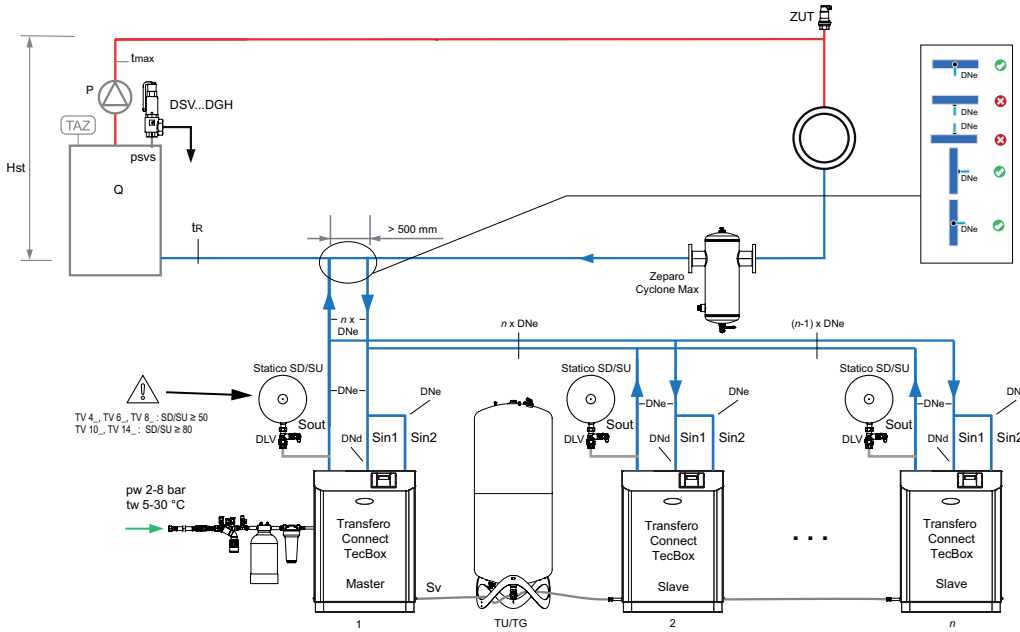 ZUT
tmax
P
DSV...DGH
TAZ
psvs
Hst
Q
DNe
DNe
DNe
DNe
DNe
tR
> 500 mm
Zeparo
Cyclone Max
n x
DNe
n x DNe
(n-1) x DNe
Statico SD/SU
Statico SD/SU
Statico SD/SU
TV 4_, TV 6_, TV 8_ : SD/SU ≥ 50
TV 10_, TV 14_ : SD/SU ≥ 80
DNe
DNe
DNe
DNe
DNe
DNe
Sout
Sout
Sout
DLV
DNd
Sin1
Sin2
DLV
DNd
Sin1
Sin2
DLV
DNd
Sin1
Sin2
pw 2-8 bar
tw 5-30 °C
Transfero
Connect
TecBox
Master
Transfero
Connect
TecBox
Slave
. . .
Transfero
Connect
TecBox
Slave
Sv
1
TU/TG
2
n